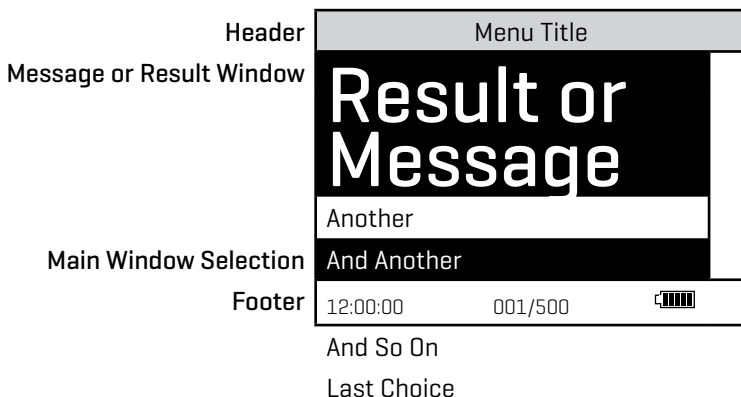 Header Menu Title
Message or Result Window Result or
Message
Another
Main Window Selection And Another
Footer 12:00:00 001/500
And So On
Last Choice